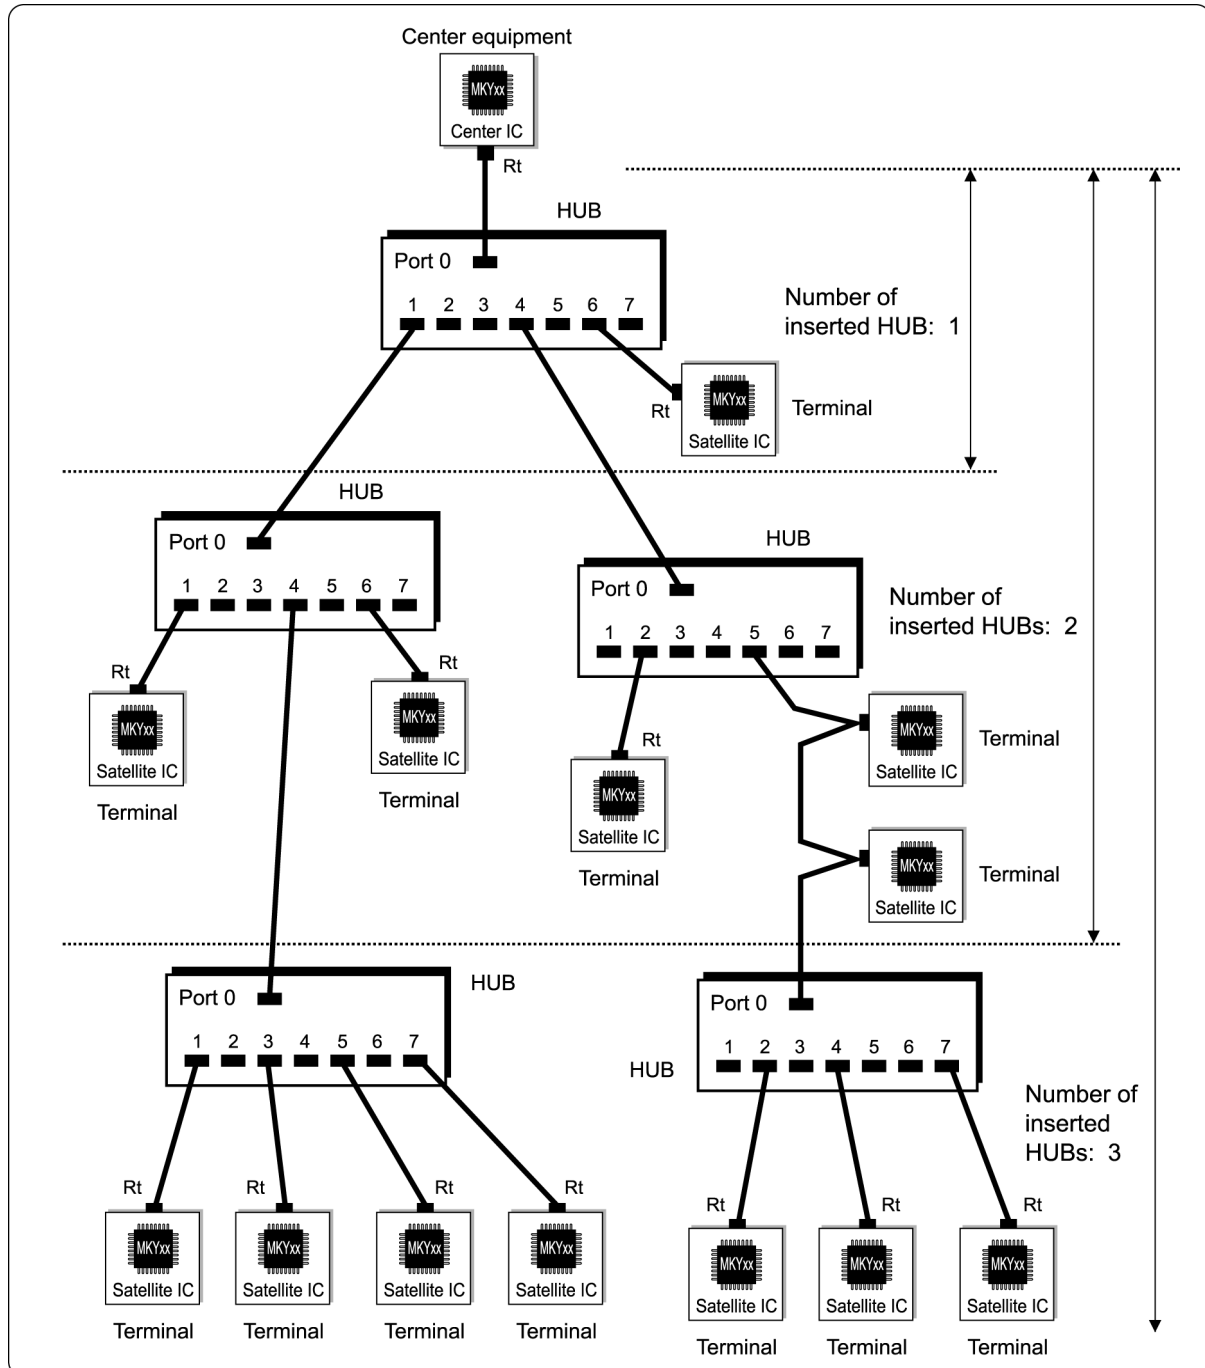 Center equipment
MKYxx
Center IC
Rt
HUB
Port 0
1 2 3 4 5 6 7
Number of
inserted HUB: 1
MKYxx
Rt
Satellite IC
Terminal
HUB
Port 0
1 2 3 4 5 6 7
HUB
Port 0
1 2 3 4 5 6 7
Number of
inserted HUBs: 2
Rt
MKYxx
Satellite IC
Terminal
Rt
MKYxx
Satellite IC
Terminal
Rt
MKYxx
Satellite IC
Terminal
MKYxx
Satellite IC
Terminal
MKYxx
Satellite IC
Terminal
HUB
Port 0
1 2 3 4 5 6 7
HUB
Port 0
1 2 3 4 5 6 7
Number of
inserted
HUBs: 3
Rt
MKYxx
Satellite IC
Terminal
Rt
MKYxx
Satellite IC
Terminal
Rt
MKYxx
Satellite IC
Terminal
Rt
MKYxx
Satellite IC
Terminal
Rt
MKYxx
Satellite IC
Terminal
Rt
MKYxx
Satellite IC
Terminal
Rt
MKYxx
Satellite IC
Terminal